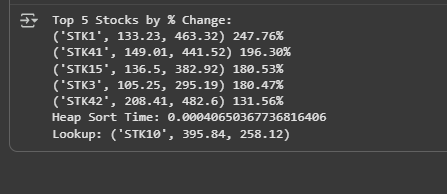 Top 5 Stocks by % Change:
('STK1', 133.23, 463.32) 247.76%
('STK41', 149.01, 441.52) 196.30%
('STK15', 136.5, 382.92) 180.53%
('STK3', 105.25, 295.19) 180.47%
('STK42', 208.41, 482.6) 131.56%
Heap Sort Time: 0.00040650367736816406
Lookup: ('STK10', 395.84, 258.12)